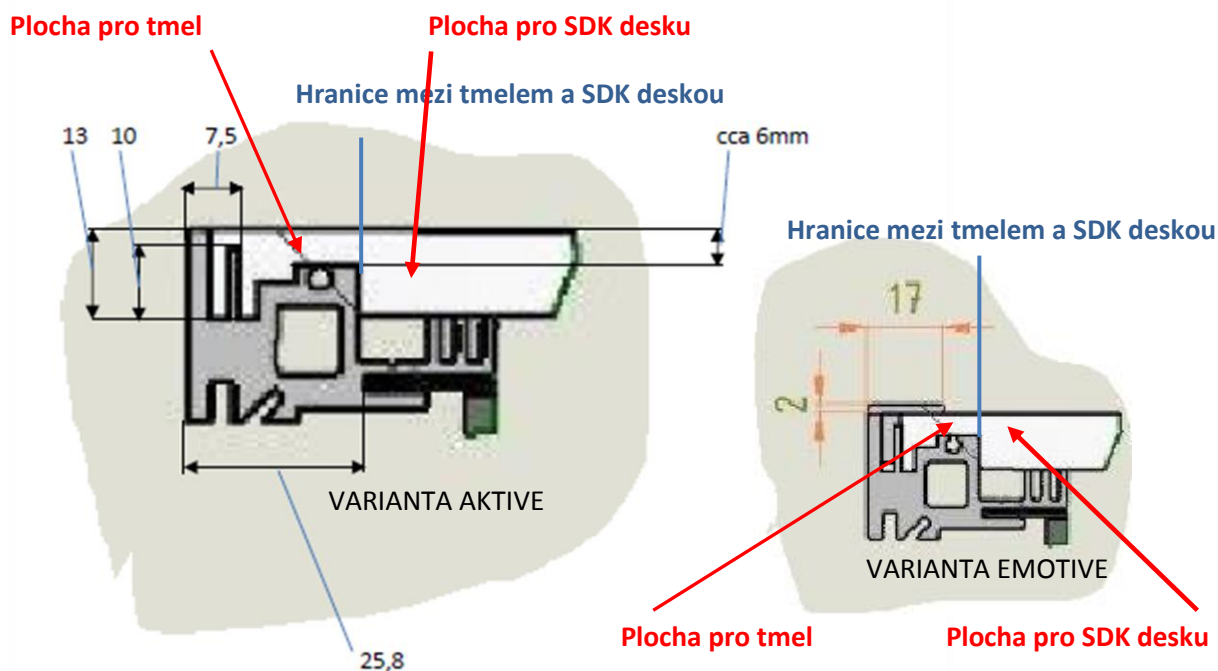 Plocha pro tmel
Plocha pro SDK desku
Hranice mezi tmelem a SDK deskou
13
10
7,5
cca 6mm
Hranice mezi tmelem a SDK deskou
17
2
VARIANTA AKTIVE
VARIANTA EMOTIVE
Plocha pro tmel
Plocha pro SDK desku
25,8